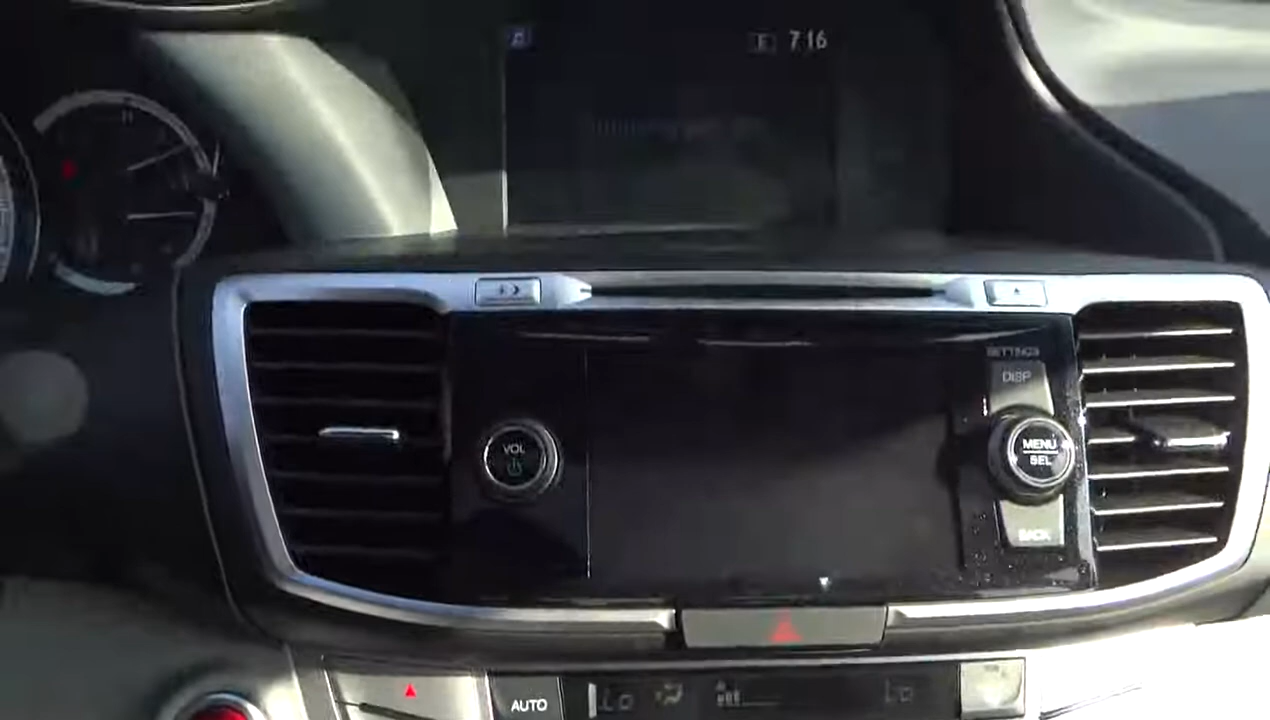 E 7:16
SETTINGS
DISP
VOL
MENU
SEL
BACK
AUTO
Lo
Lo